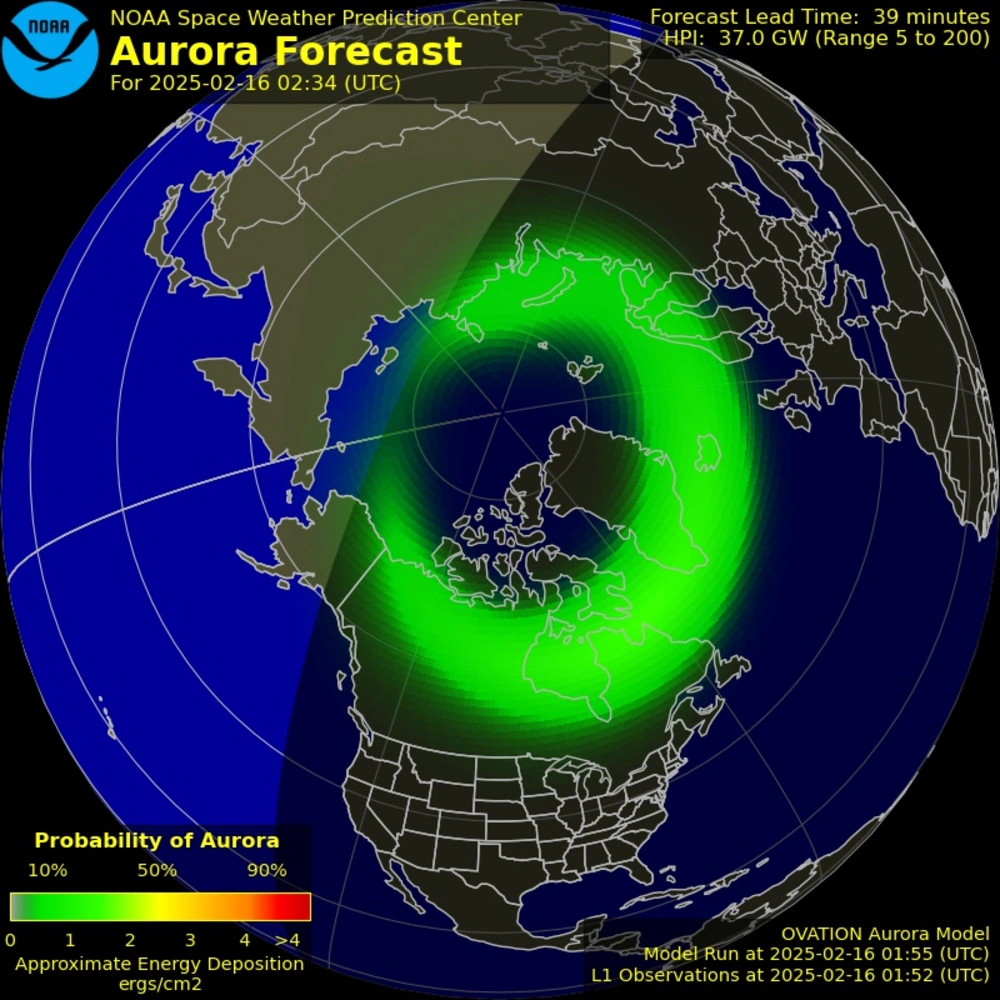 NOAA
NOAA Space Weather Prediction Center
Aurora Forecast
For 2025-02-16 02:34 (UTC)
Forecast Lead Time: 39 minutes
HPI: 37.0 GW (Range 5 to 200)
Probability of Aurora
10% 50% 90%
0 1 2 3 4 >4
Approximate Energy Deposition
ergs/cm2
OVATION Aurora Model
Model Run at 2025-02-16 01:55 (UTC)
L1 Observations at 2025-02-16 01:52 (UTC)